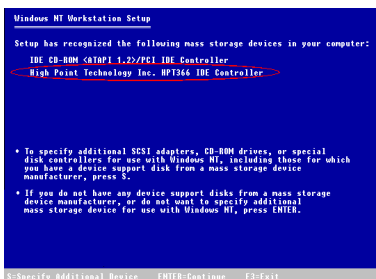 Windows NT Workstation Setup
Setup has recognized the following mass storage devices in your computer:
IDE CD-ROM <ATAPI 1.2>/PCI IDE Controller
High Point Technology Inc. HPT366 IDE Controller
• To specify additional SCSI adapters, CD-ROM drives, or special
disk controllers for use with Windows NT, including those for which
you have a device support disk from a mass storage device
manufacturer, press S.
• If you do not have any device support disks from a mass storage
device manufacturer, or do not want to specify additional
mass storage device for use with Windows NT, press ENTER.
S=Specify Additional Device ENTER=Continue F3=Exit